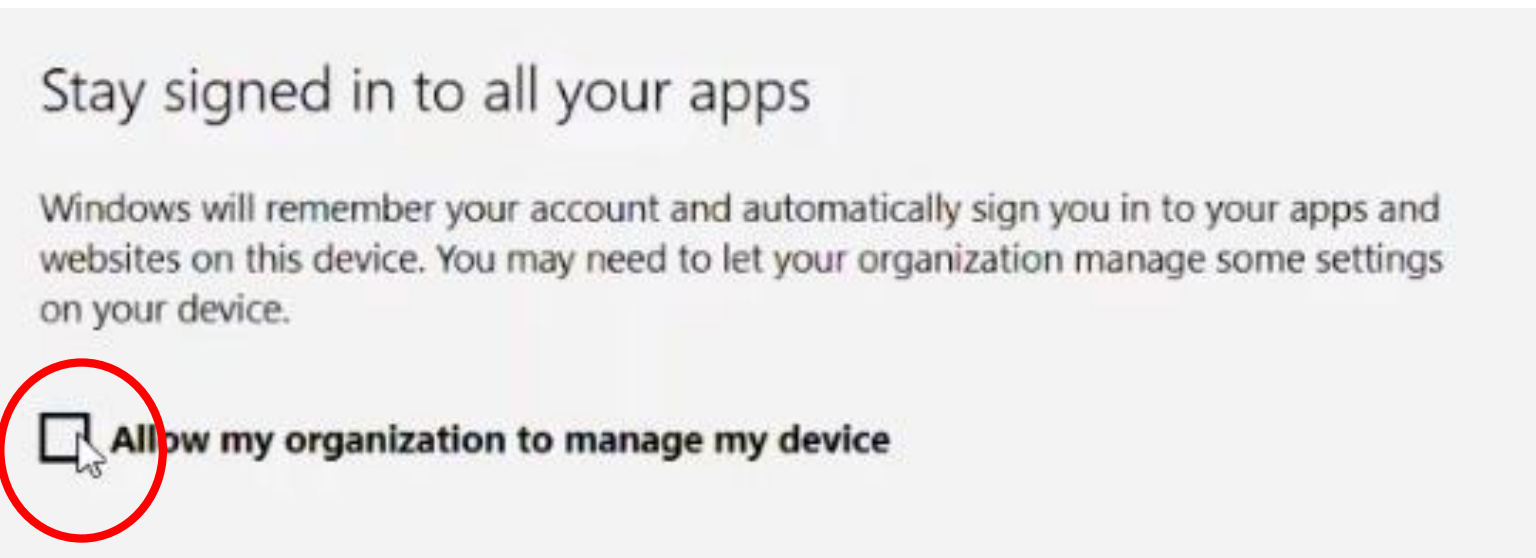 Stay signed in to all your apps
Windows will remember your account and automatically sign you in to your apps and
websites on this device. You may need to let your organization manage some settings
on your device.
Allow my organization to manage my device